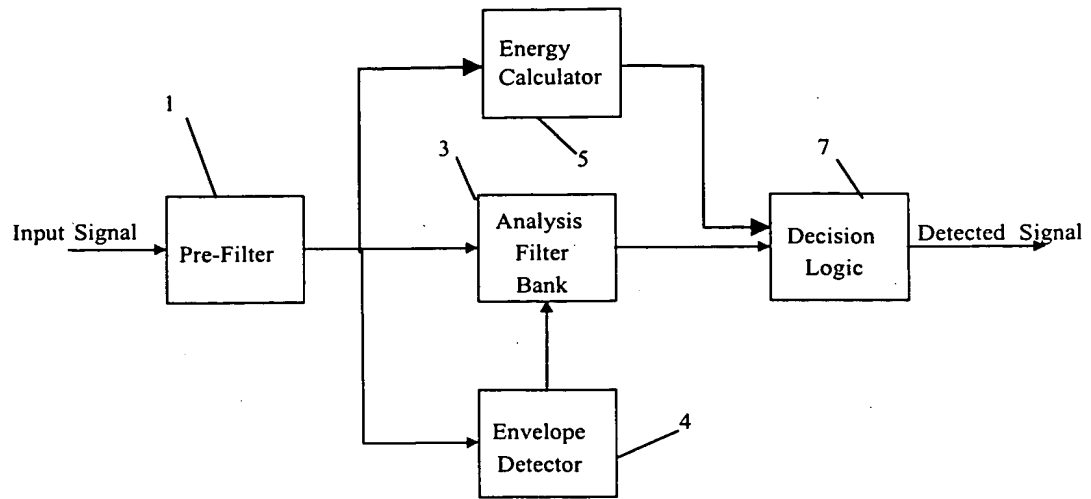 Energy
Calculator
1
5
3
7
Input Signal
Pre-Filter
Analysis
Filter
Bank
Decision
Logic
Detected Signal
Envelope
Detector
4